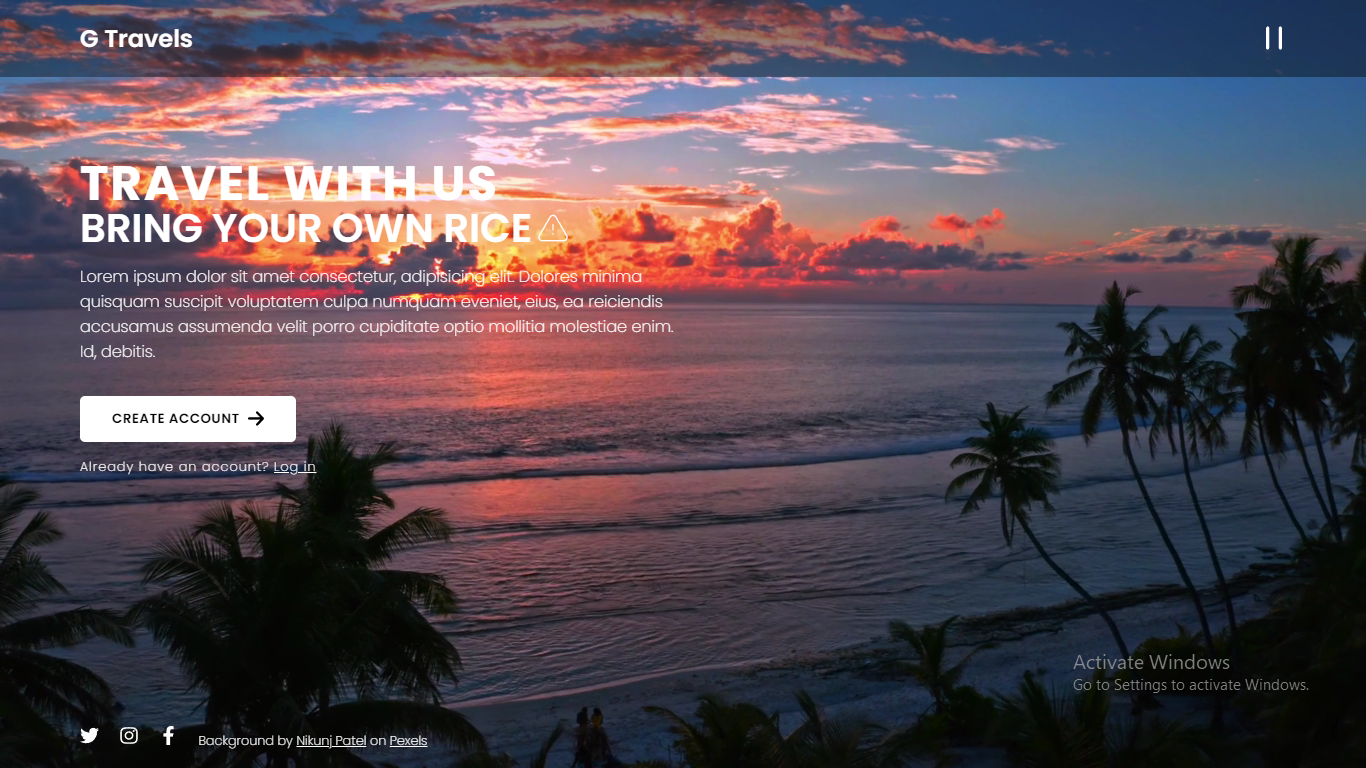 G Travels
TRAVEL WITH US
BRING YOUR OWN RICE
Lorem ipsum dolor sit amet consectetur, adipisicing elit. Dolores minima
quisquam suscipit voluptatem culpa numquam eveniet, eius, ea reiciendis
accusamus assumenda velit porro cupiditate optio mollitia molestiae enim.
Id, debitis.
CREATE ACCOUNT
Already have an account? Log in
Activate Windows
Go to Settings to activate Windows.
Background by Nikunj Patel on Pexels